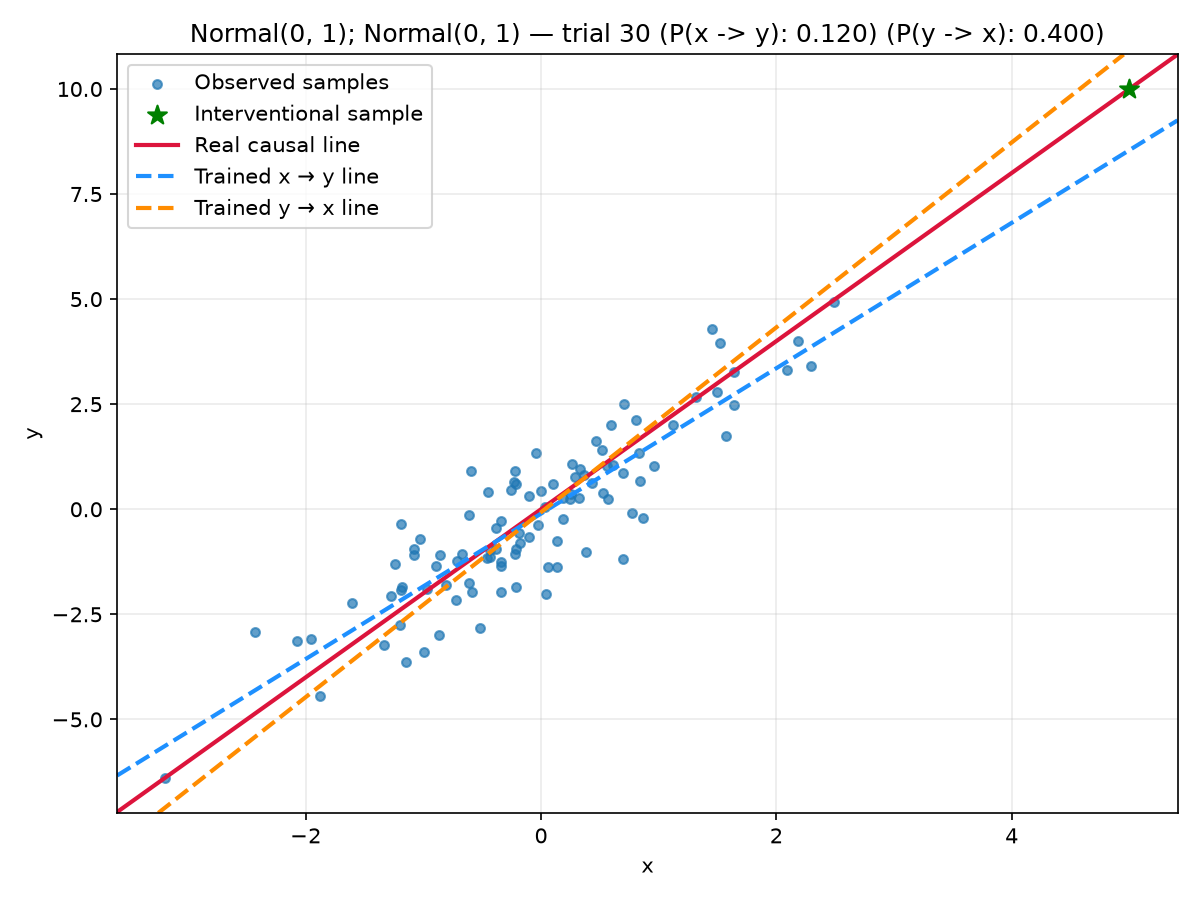 Normal(0, 1); Normal(0, 1) — trial 30 (P(x -> y): 0.120) (P(y -> x): 0.400)
Observed samples
Interventional sample
Real causal line
Trained x → y line
Trained y → x line
10.0
7.5
5.0
2.5
0.0
−2.5
−5.0
y
−2
0
2
4
x